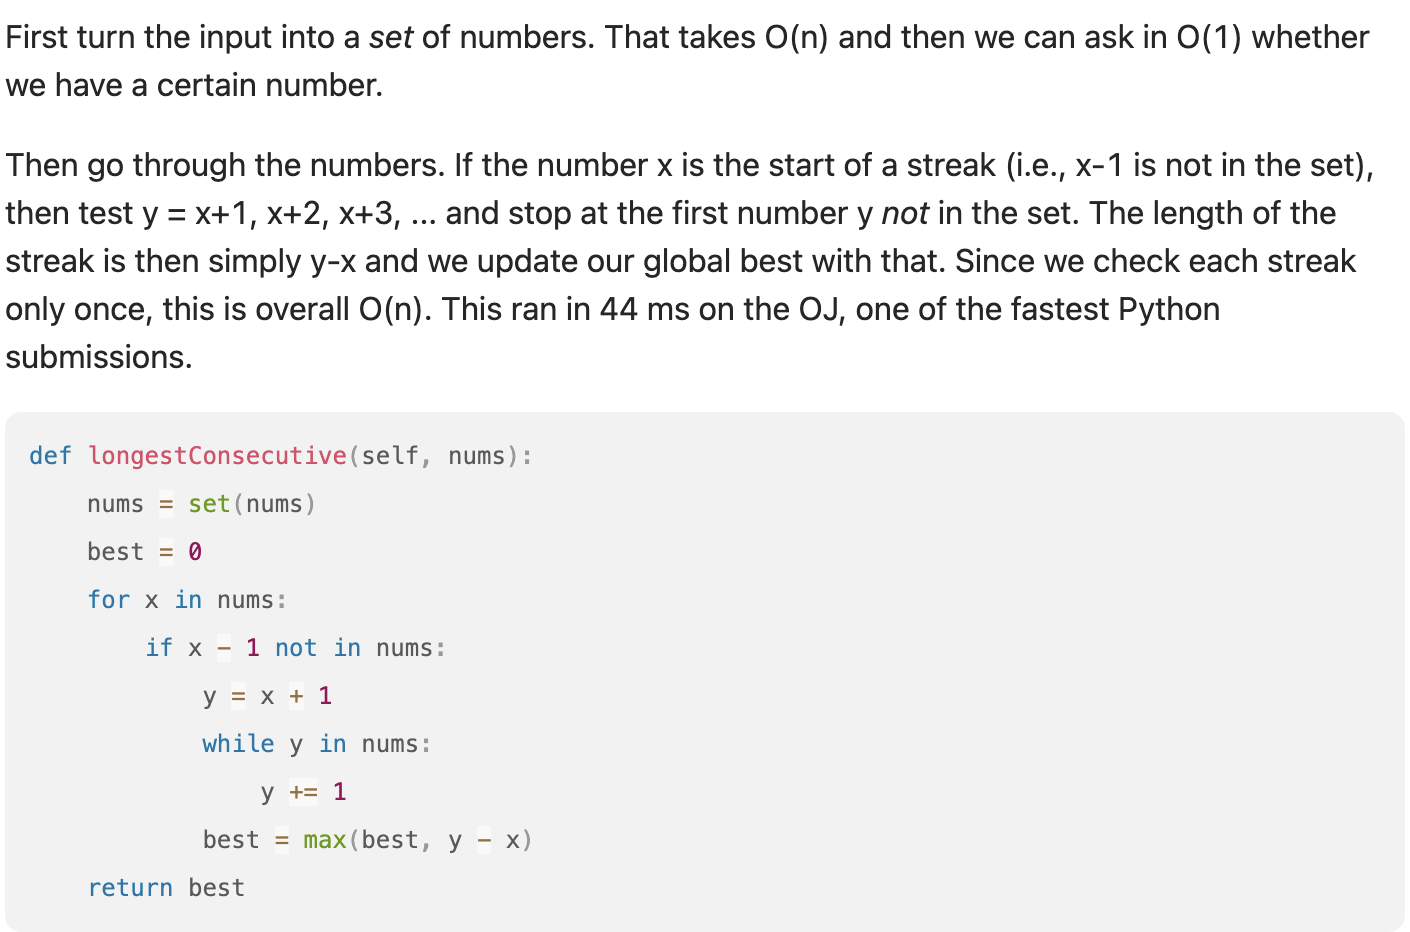 First turn the input into a set of numbers. That takes O(n) and then we can ask in O(1) whether
we have a certain number.
Then go through the numbers. If the number x is the start of a streak (i.e., x-1 is not in the set),
then test y = x+1, x+2, x+3, ... and stop at the first number y not in the set. The length of the
streak is then simply y-x and we update our global best with that. Since we check each streak
only once, this is overall O(n). This ran in 44 ms on the OJ, one of the fastest Python
submissions.
def longestConsecutive(self, nums):
    nums = set(nums)
    best = 0
    for x in nums:
        if x - 1 not in nums:
            y = x + 1
            while y in nums:
                y += 1
            best = max(best, y - x)
    return best